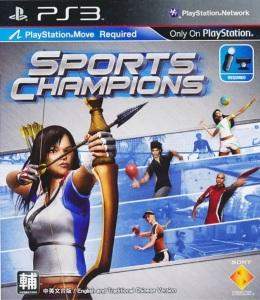 PS3
PlayStation Network
PlayStation Move Required
Only On PlayStation
REQUIRED
SPORTS
CHAMPIONS
輔
中英文合版 / English and Traditional Chinese Version
SONY